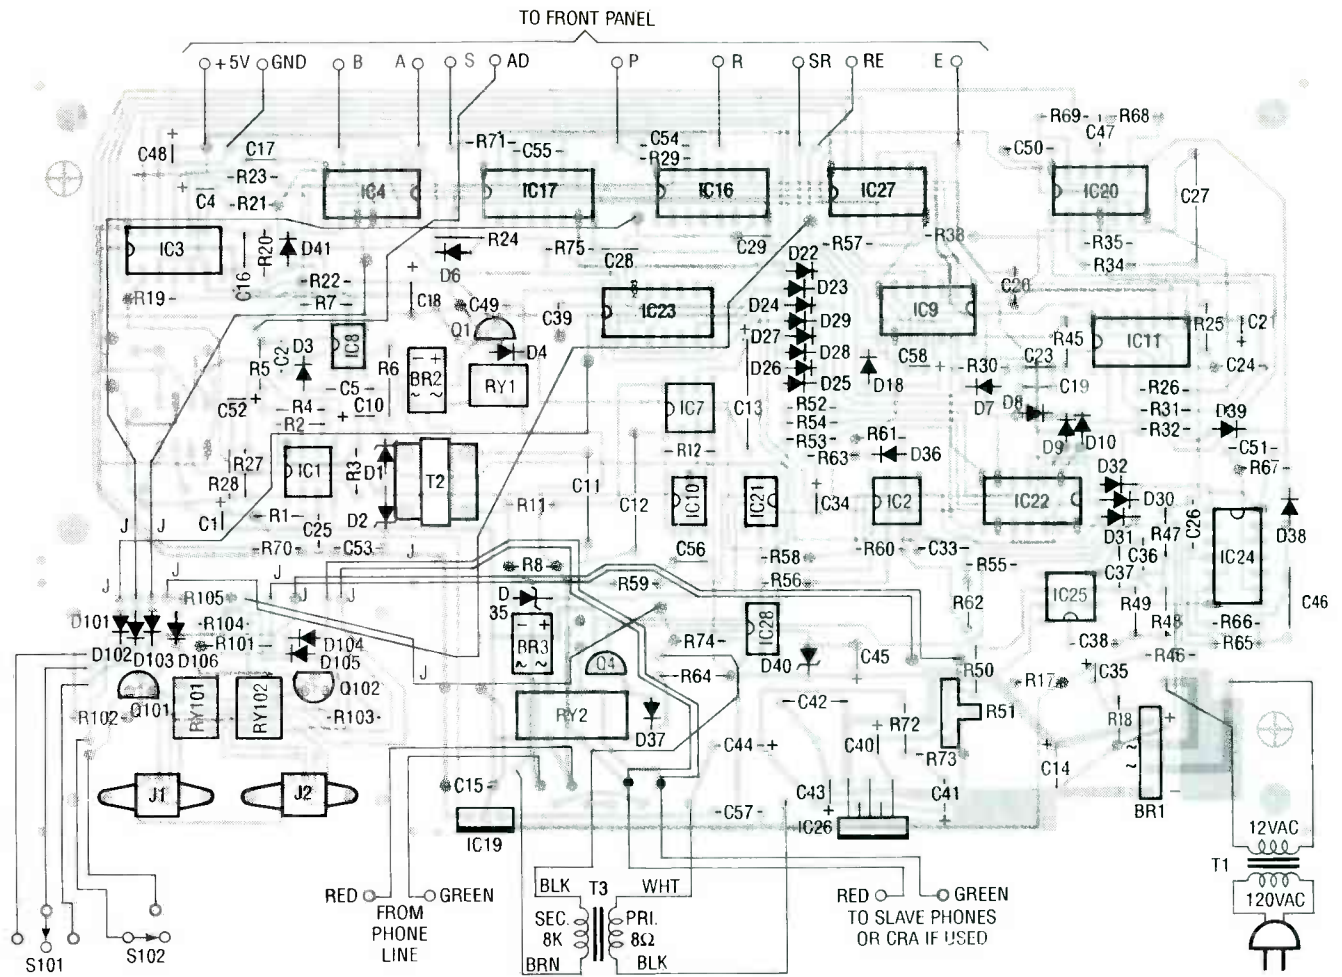 TO FRONT PANEL
+5V GND B A S AD P R SR RE E
R69 R68
C47
C54
R71
C48 C17 C55 R29 C50
R23
C4 R21 IC4 IC17 IC16 IC27 IC20 C27
IC3 R20 D41 R24 R75 C29 R57 R38 R35
D6 C28 D22 R34
C16 R22 D23
R19 R7 C18 C49 C39 IC23 D24 IC9
Q1 D29
D3 IC8 D27 R45 IC11 R25 C2
R5 C2 R6 BR2 D4 D28 C58 R30 C23 C24
D26 D18 C19
C5 RY1 D25 D7 R26
C52 R4 C10 IC7 C13 R52 D8 R31 D39
R2 R54 R32
R53 R61 D9 D10 C51
R27 IC1 R3 D1 T2 R12 R63 D36 R67
R28 C11 C12 D32
D30
C1 R1 D2 R11 IC10 IC21 C34 IC2 IC22 D31 C26 D38
J J C25 R47 IC24
R70 C53 J C56 R58 R60 C33 R55 C36
R8 R59 R56 C37
J J J IC25 C46
R105 D 35 R62 R49
D101 R104 IC28 R48 R66
R101 D104 BR3 R74 C38 R65
D102 D103 D106 D105 Q4 D40 C45 R50 R46
J R64 R17 C35
Q101 RY101 RY102 Q102 C42
R102 R103 RY2 D37 R72 R51 R18
C44 C40 R73 C14
J1 J2 C15 C43 C41
C57 BR1
IC19 IC26 12VAC
T1
RED GREEN BLK T3 WHT RED GREEN 120VAC
FROM PHONE LINE
SEC. 8K
PRI. 8Ω
TO SLAVE PHONES
OR CRA IF USED
BRN BLK
S101 S102